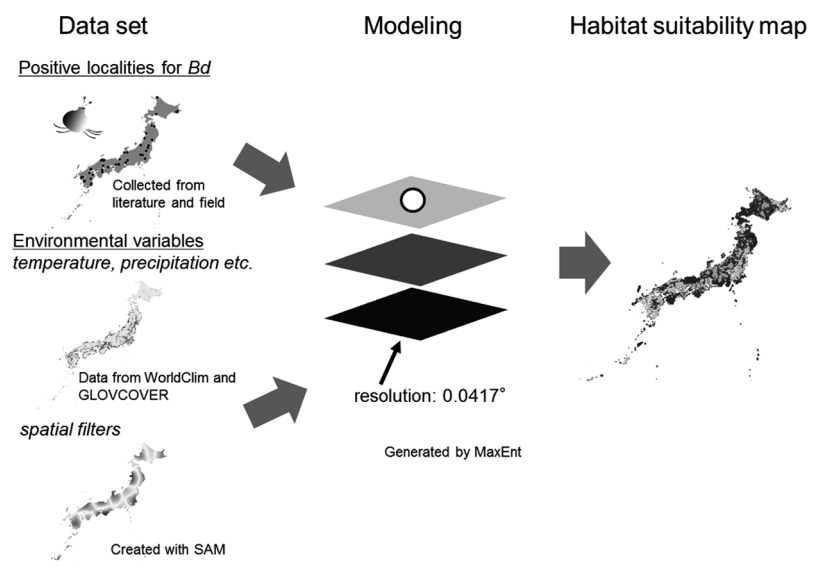 Data set
Modeling
Habitat suitability map
Positive localities for Bd
Collected from
literature and field
Environmental variables
temperature, precipitation etc.
Data from WorldClim and
GLOVCOVER
spatial filters
Created with SAM
resolution: 0.0417°
Generated by MaxEnt